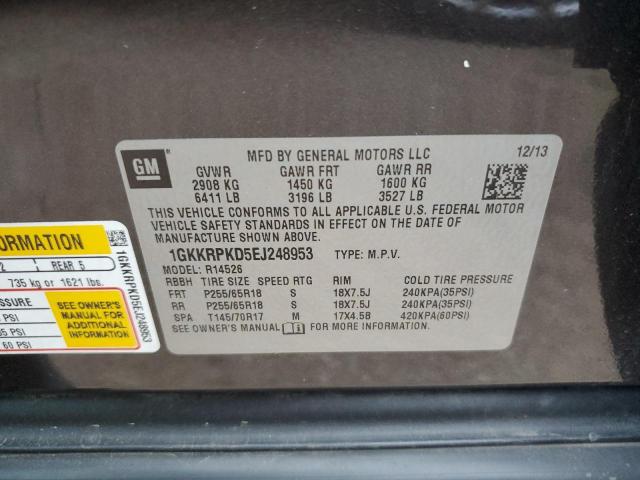 GM
MFD BY GENERAL MOTORS LLC 12/13
GVWR GAWR FRT GAWR RR
2908 KG 1450 KG 1600 KG
6411 LB 3196 LB 3527 LB
THIS VEHICLE CONFORMS TO ALL APPLICABLE U.S. FEDERAL MOTOR
VEHICLE SAFETY STANDARDS IN EFFECT ON THE DATE OF
MANUFACTURE SHOWN ABOVE.
1GKKRPKD5EJ248953 TYPE: M.P.V.
MODEL: R14526
RBBH TIRE SIZE SPEED RTG RIM COLD TIRE PRESSURE
FRT P255/65R18 S 18X7.5J 240KPA(35PSI)
RR P255/65R18 S 18X7.5J 240KPA(35PSI)
SPA T145/70R17 M 17X4.5B 420KPA(60PSI)
SEE OWNER'S MANUAL FOR MORE INFORMATION.
ORMATION
2 REAR 5
735 kg or 1621 lbs.
SEE OWNER'S
MANUAL FOR
ADDITIONAL
INFORMATION
PSI
5 PSI
60 PSI
1GKKRPKD5EJ248953